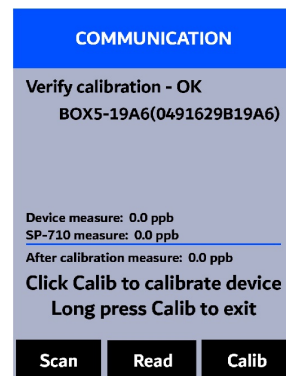 COMMUNICATION
Verify calibration - OK
BOX5-19A6(0491629B19A6)
Device measure: 0.0 ppb
SP-710 measure: 0.0 ppb
After calibration measure: 0.0 ppb
Click Calib to calibrate device
Long press Calib to exit
Scan Read Calib